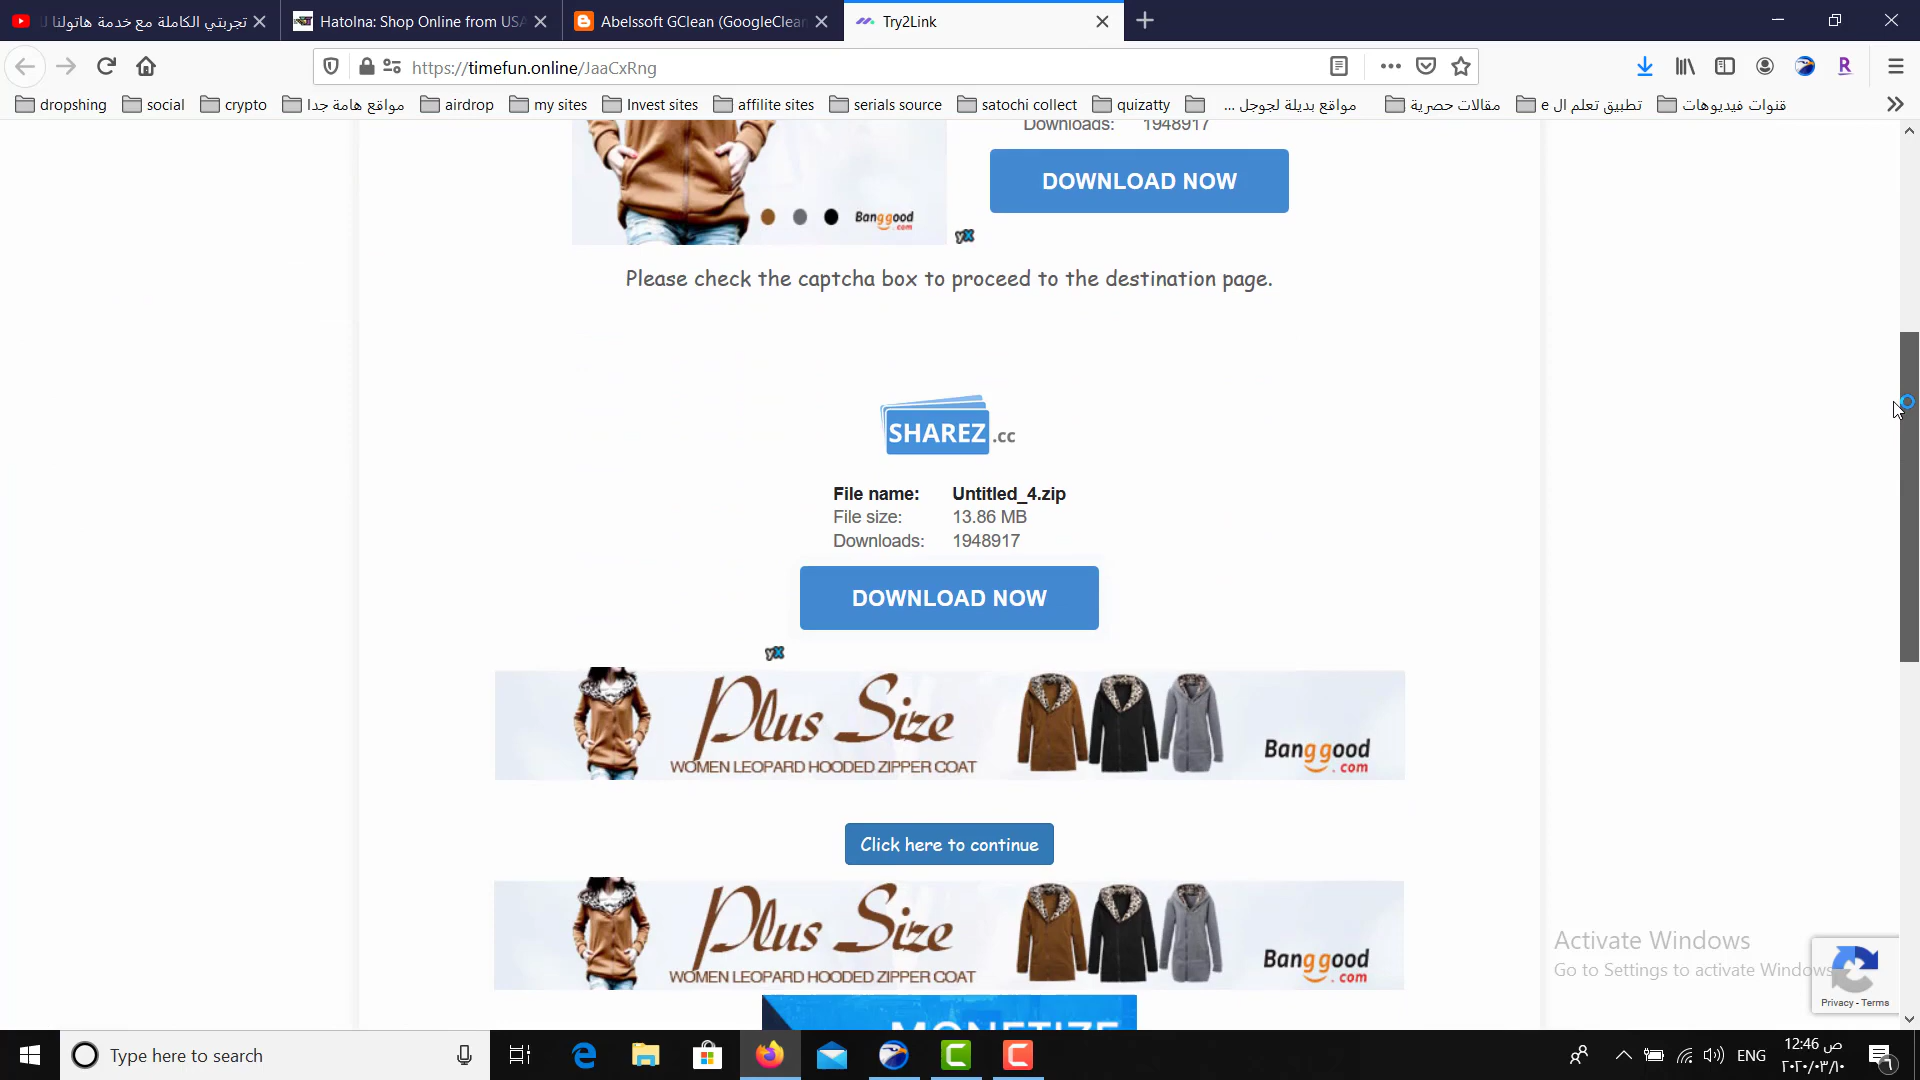 تجربتي الكاملة مع خدمة هاتولنا لل
Hatolna: Shop Online from USA
Abelssoft GClean (GoogleClean
Try2Link
https://timefun.online/JaaCxRng
dropshing
social
crypto
مواقع هامة جدا
airdrop
my sites
Invest sites
affilite sites
serials source
satochi collect
quizatty
مواقع بديلة لجوجل ...
مقالات حصرية
تطبيق تعلم ال e
قنوات فيديوهات
Downloads: 1948917
DOWNLOAD NOW
Banggood
.com
yX
Please check the captcha box to proceed to the destination page.
SHAREZ.cc
File name: Untitled_4.zip
File size: 13.86 MB
Downloads: 1948917
DOWNLOAD NOW
yX
Plus Size
WOMEN LEOPARD HOODED ZIPPER COAT
Banggood
.com
Click here to continue
Plus Size
WOMEN LEOPARD HOODED ZIPPER COAT
Banggood
.com
MONETIZE
Activate Windows
Go to Settings to activate Windows
Privacy - Terms
Type here to search
ENG
12:46 ص
٢٠٢٠/٠٣/١٠
٦